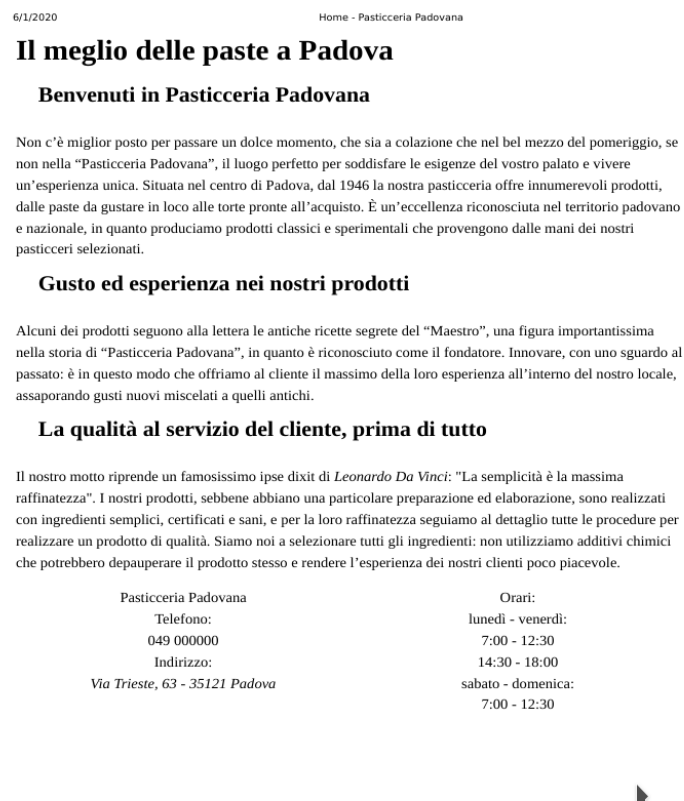 6/1/2020 Home - Pasticceria Padovana
Il meglio delle paste a Padova
Benvenuti in Pasticceria Padovana
Non c’è miglior posto per passare un dolce momento, che sia a colazione che nel bel mezzo del pomeriggio, se
non nella “Pasticceria Padovana”, il luogo perfetto per soddisfare le esigenze del vostro palato e vivere
un’esperienza unica. Situata nel centro di Padova, dal 1946 la nostra pasticceria offre innumerevoli prodotti,
dalle paste da gustare in loco alle torte pronte all’acquisto. È un’eccellenza riconosciuta nel territorio padovano
e nazionale, in quanto produciamo prodotti classici e sperimentali che provengono dalle mani dei nostri
pasticceri selezionati.
Gusto ed esperienza nei nostri prodotti
Alcuni dei prodotti seguono alla lettera le antiche ricette segrete del “Maestro”, una figura importantissima
nella storia di “Pasticceria Padovana”, in quanto è riconosciuto come il fondatore. Innovare, con uno sguardo al
passato: è in questo modo che offriamo al cliente il massimo della loro esperienza all’interno del nostro locale,
assaporando gusti nuovi miscelati a quelli antichi.
La qualità al servizio del cliente, prima di tutto
Il nostro motto riprende un famosissimo ipse dixit di Leonardo Da Vinci: "La semplicità è la massima
raffinatezza". I nostri prodotti, sebbene abbiano una particolare preparazione ed elaborazione, sono realizzati
con ingredienti semplici, certificati e sani, e per la loro raffinatezza seguiamo al dettaglio tutte le procedure per
realizzare un prodotto di qualità. Siamo noi a selezionare tutti gli ingredienti: non utilizziamo additivi chimici
che potrebbero depauperare il prodotto stesso e rendere l’esperienza dei nostri clienti poco piacevole.
Pasticceria Padovana
Telefono:
049 000000
Indirizzo:
Via Trieste, 63 - 35121 Padova
Orari:
lunedì - venerdì:
7:00 - 12:30
14:30 - 18:00
sabato - domenica:
7:00 - 12:30